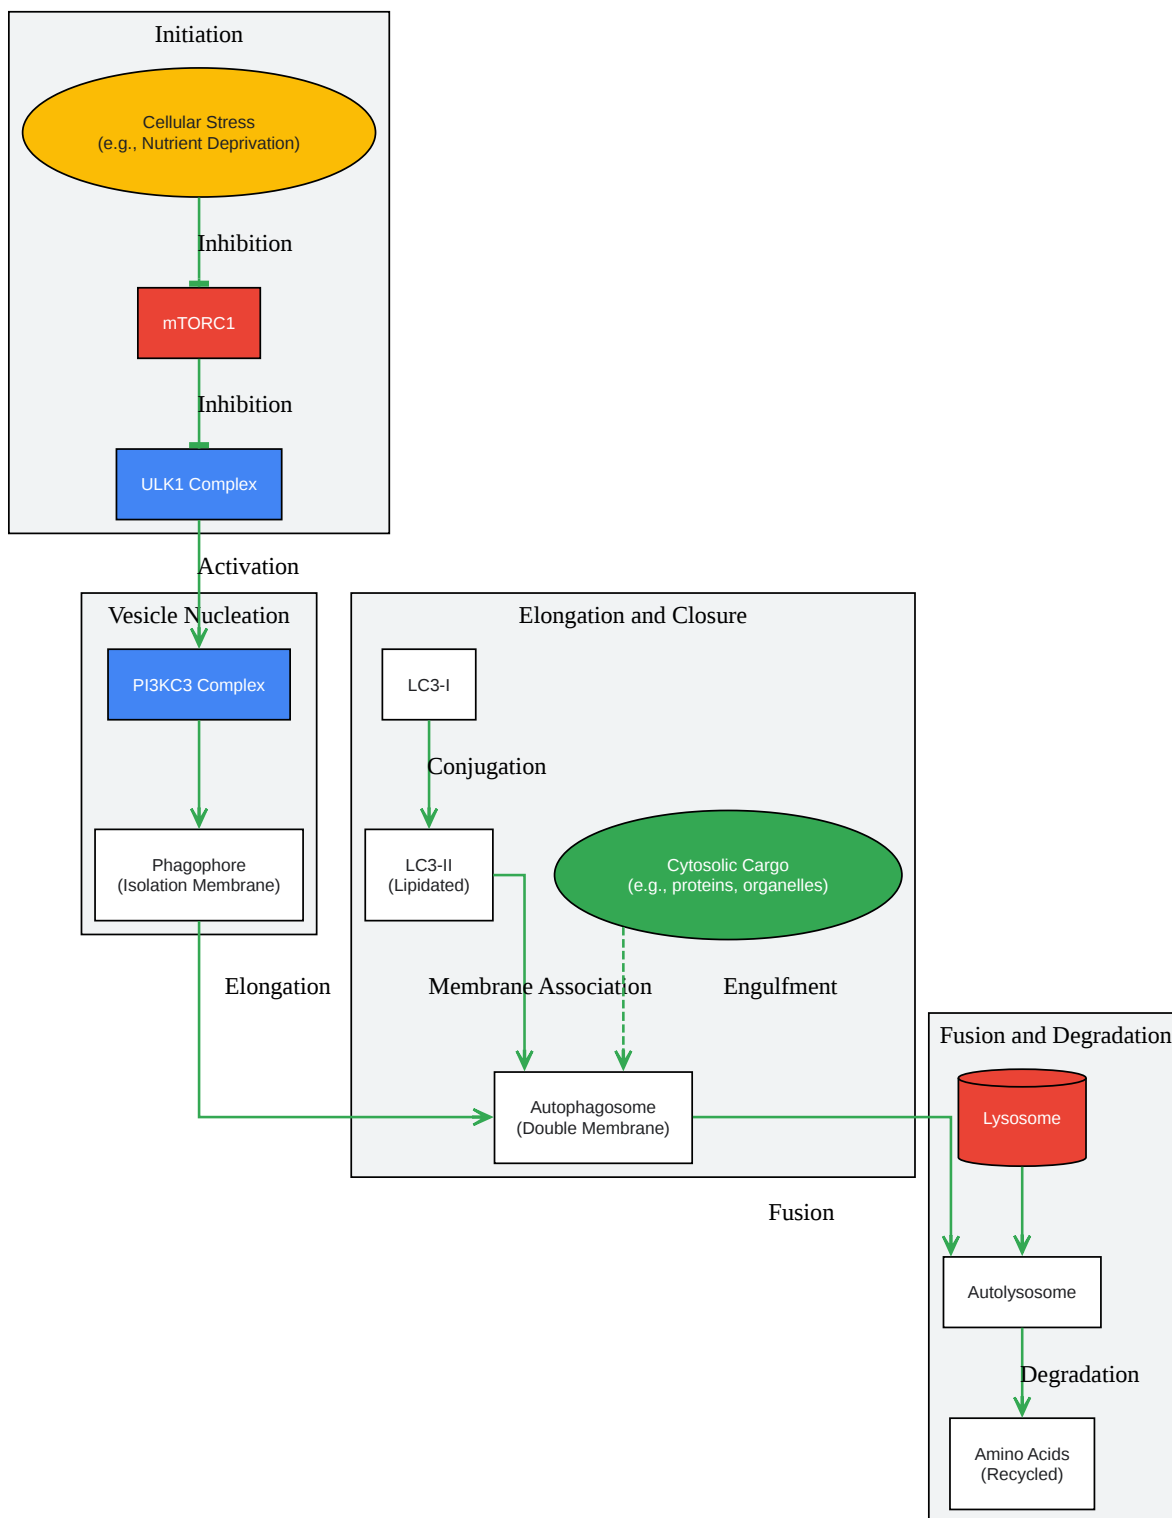 Initiation
Cellular Stress
(e.g., Nutrient Deprivation)
Inhibition
mTORC1
Inhibition
ULK1 Complex
Activation
Vesicle Nucleation
PI3KC3 Complex
Phagophore
(Isolation Membrane)
Elongation
Elongation and Closure
LC3-I
Conjugation
LC3-II
(Lipidated)
Cytosolic Cargo
(e.g., proteins, organelles)
Membrane Association
Engulfment
Autophagosome
(Double Membrane)
Fusion
Fusion and Degradation
Lysosome
Autolysosome
Degradation
Amino Acids
(Recycled)